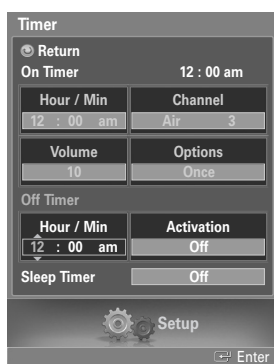 Timer
Return
On Timer 12 : 00 am
Hour / Min Channel
12 : 00 am Air 3
Volume Options
10 Once
Off Timer
Hour / Min Activation
12 : 00 am Off
Sleep Timer Off
Setup
Enter